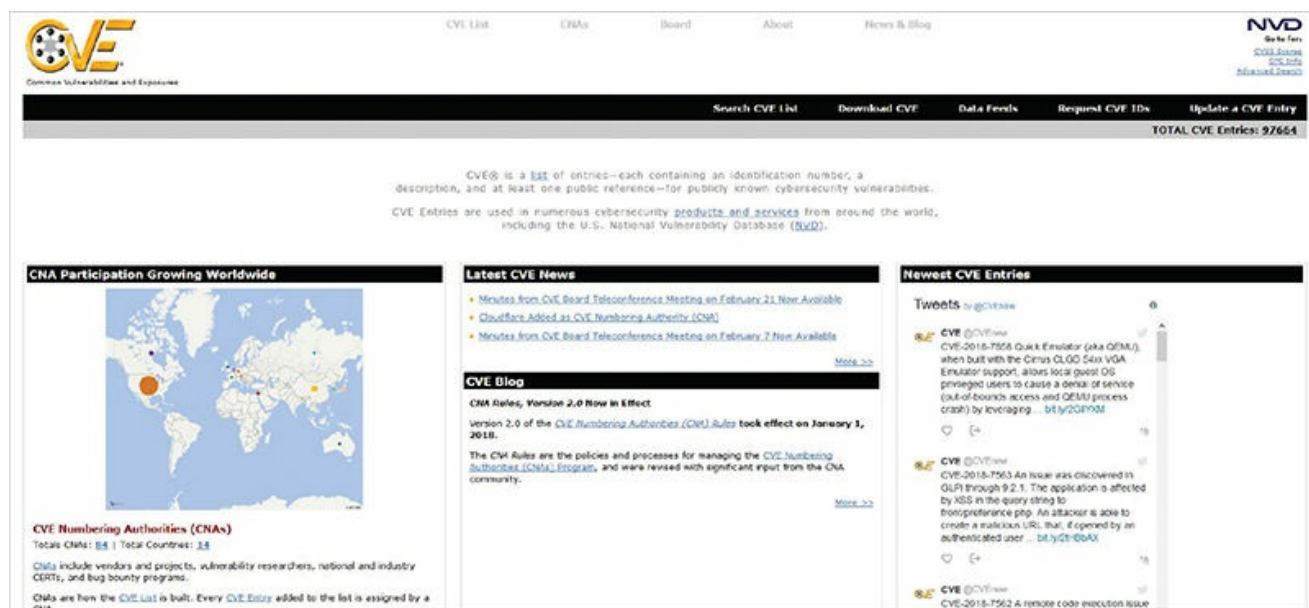 CVE
Common Vulnerabilities and Exposures
CVE List CNAs Board About News & Blog
NVD
Go to for:
CVSS Scores
CPE Info
Advanced Search
Search CVE List Download CVE Data Feeds Request CVE IDs Update a CVE Entry
TOTAL CVE Entries: 97664
CVE® is a list of entries—each containing an identification number, a
description, and at least one public reference—for publicly known cybersecurity vulnerabilities.
CVE Entries are used in numerous cybersecurity products and services from around the world,
including the U.S. National Vulnerability Database (NVD).
CNA Participation Growing Worldwide
CVE Numbering Authorities (CNAs)
Totals CNAs: 84 | Total Countries: 14
CNAs include vendors and projects, vulnerability researchers, national and industry
CERTs, and bug bounty programs.
CNAs are how the CVE List is built. Every CVE Entry added to the list is assigned by a
CNA.
Latest CVE News
Minutes from CVE Board Teleconference Meeting on February 21 Now Available
Cloudflare Added as CVE Numbering Authority (CNA)
Minutes from CVE Board Teleconference Meeting on February 7 Now Available
More >>
CVE Blog
CNA Rules, Version 2.0 Now in Effect
Version 2.0 of the CVE Numbering Authorities (CNA) Rules took effect on January 1,
2018.
The CNA Rules are the policies and processes for managing the CVE Numbering
Authorities (CNAs) Program, and were revised with significant input from the CNA
community.
More >>
Newest CVE Entries
Tweets by @CVEnew
CVE @CVEnew
CVE-2018-7858 Quick Emulator (aka QEMU),
when built with the Cirrus CLGD 54xx VGA
Emulator support, allows local guest OS
privileged users to cause a denial of service
(out-of-bounds access and QEMU process
crash) by leveraging ...
CVE @CVEnew
CVE-2018-7563 An issue was discovered in
GLPI through 9.2.1. The application is affected
by XSS in the query string to
front/preference.php. An attacker is able to
create a malicious URL that, if opened by an
authenticated user ...
CVE @CVEnew
CVE-2018-7562 A remote code execution issue